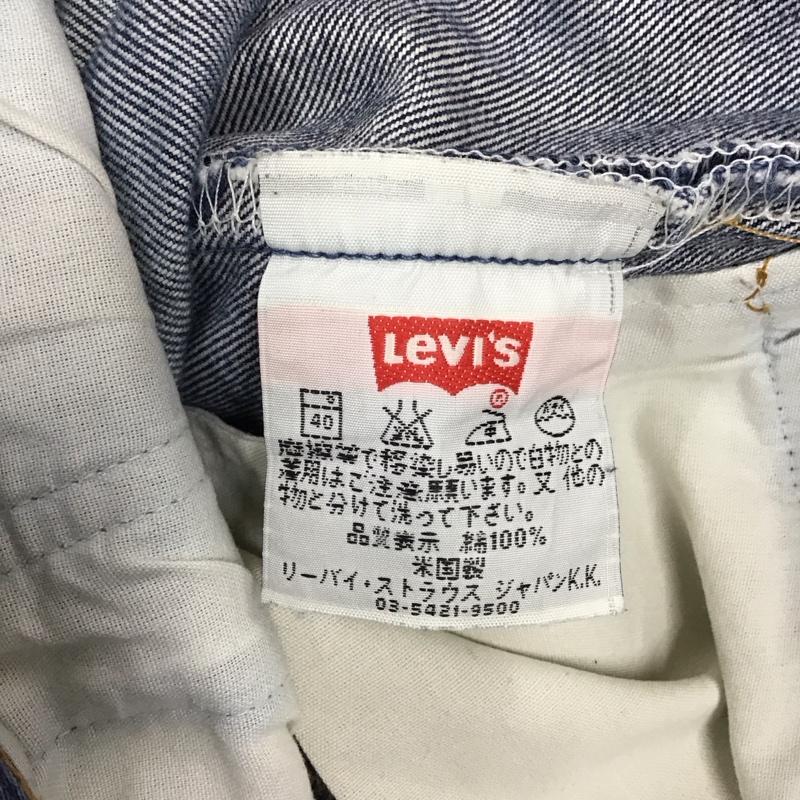 Levi's
®
40
摩擦等で移染し易いので白物との
着用はご注意願います。又 他の
物と分けて洗って下さい。
品質表示 綿100%
米国製
リーバイ・ストラウス ジャパンK.K.
03-5421-9500